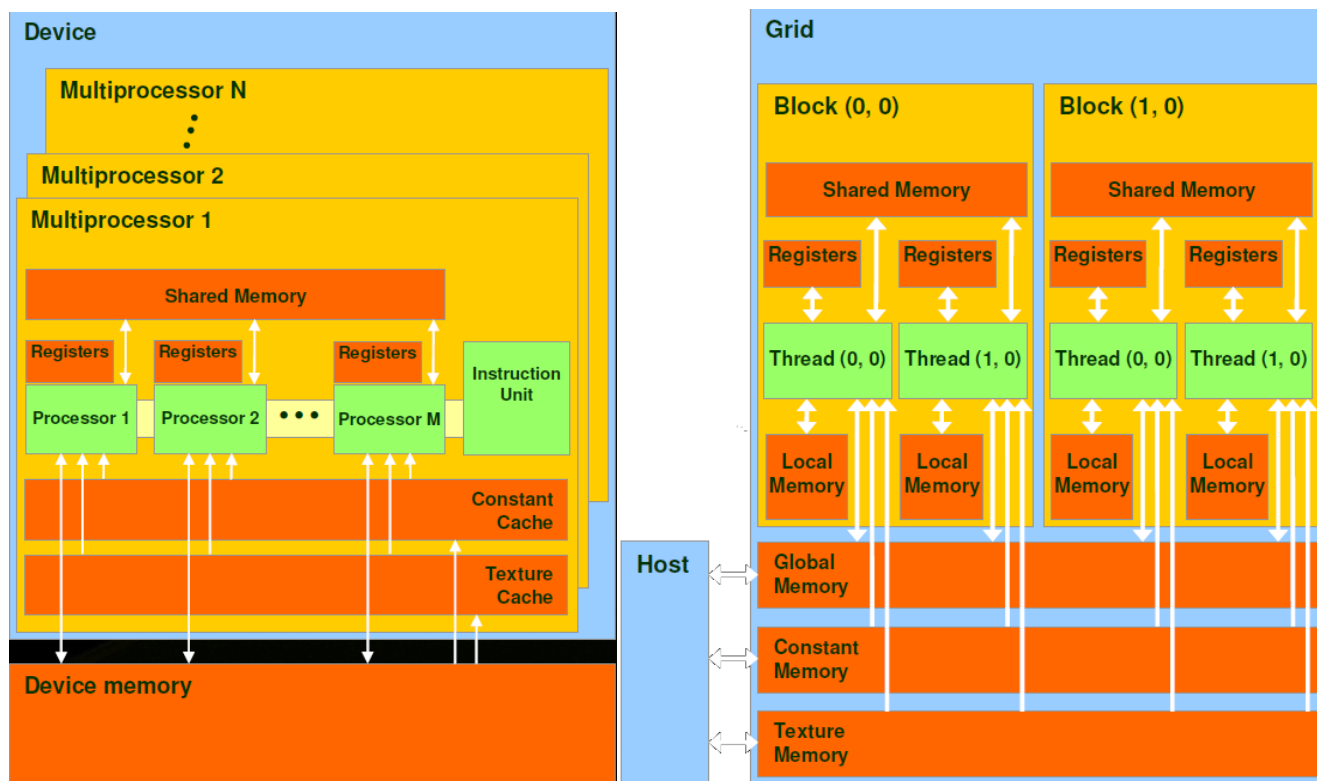 Device
Multiprocessor N
Multiprocessor 2
Multiprocessor 1
Shared Memory
Registers
Registers
Registers
Instruction
Unit
Processor 1
Processor 2
Processor M
Constant
Cache
Texture
Cache
Device memory
Host
Grid
Block (0, 0)
Shared Memory
Registers
Registers
Thread (0, 0)
Thread (1, 0)
Local
Memory
Local
Memory
Block (1, 0)
Shared Memory
Registers
Registers
Thread (0, 0)
Thread (1, 0)
Local
Memory
Local
Memory
Global
Memory
Constant
Memory
Texture
Memory